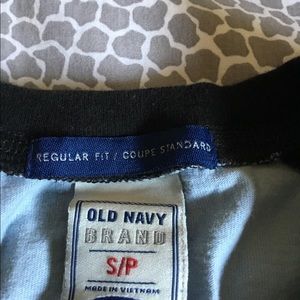 REGULAR FIT / COUPE STANDARD
OLD NAVY
BRAND
S/P
MADE IN VIETNAM